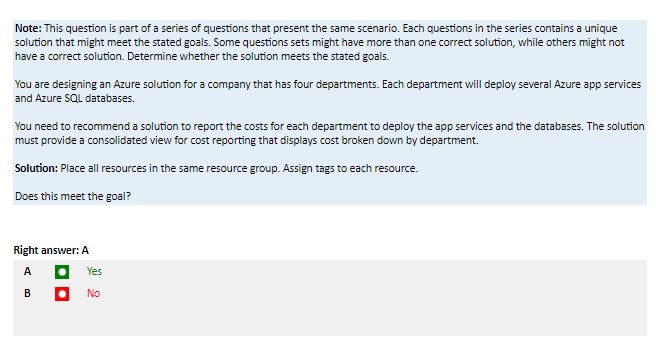 Note: This question is part of a series of questions that present the same scenario. Each questions in the series contains a unique
solution that might meet the stated goals. Some questions sets might have more than one correct solution, while others might not
have a correct solution. Determine whether the solution meets the stated goals.
You are designing an Azure solution for a company that has four departments. Each department will deploy several Azure app services
and Azure SQL databases.
You need to recommend a solution to report the costs for each department to deploy the app services and the databases. The solution
must provide a consolidated view for cost reporting that displays cost broken down by department.
Solution: Place all resources in the same resource group. Assign tags to each resource.
Does this meet the goal?
Right answer: A
A Yes
B No